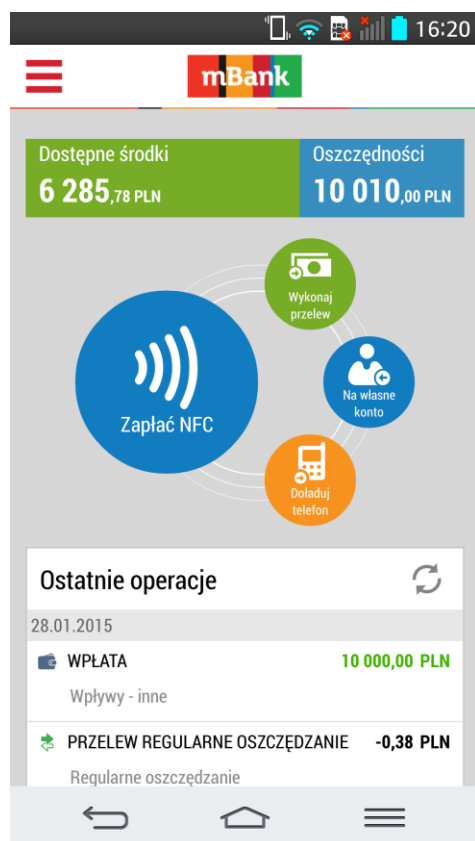 16:20
mBank
Dostępne środki
6 285,78 PLN
Oszczędności
10 010,00 PLN
Wykonaj
przelew
Zapłać NFC
Na własne
konto
Doładuj
telefon
Ostatnie operacje
28.01.2015
WPŁATA 10 000,00 PLN
Wpływy - inne
PRZELEW REGULARNE OSZCZĘDZANIE -0,38 PLN
Regularne oszczędzanie